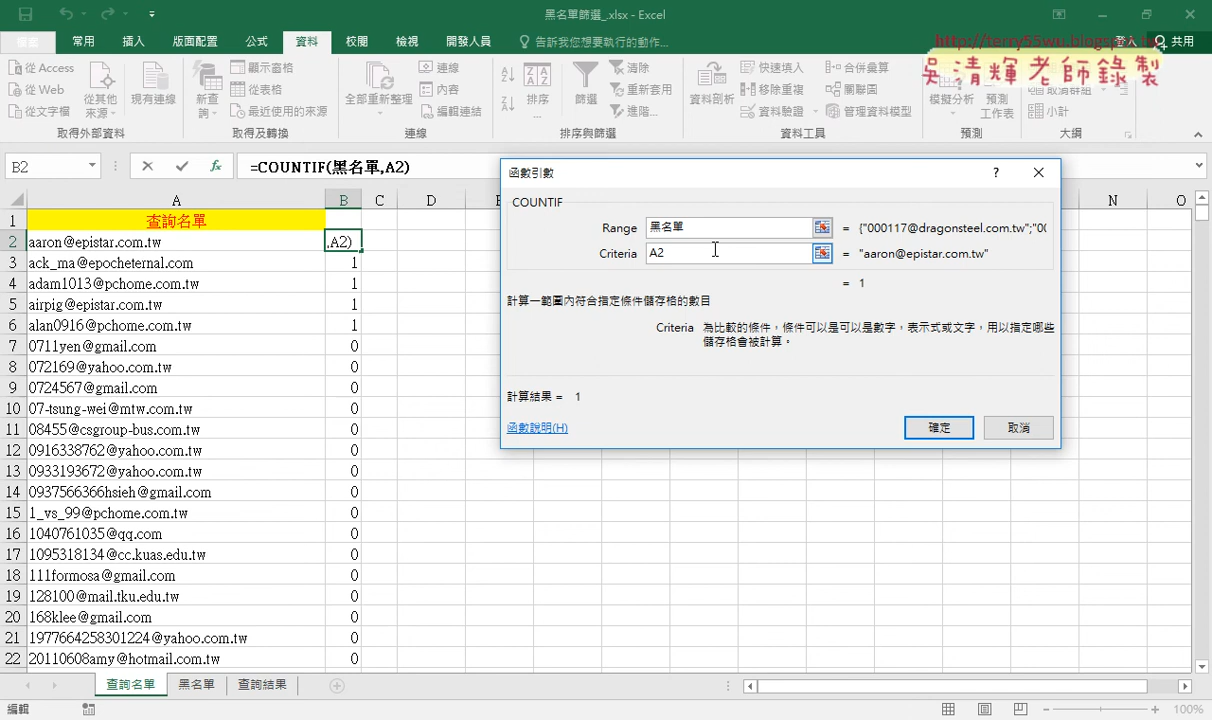 黑名單篩選_.xlsx - Excel
檔案 常用 插入 版面配置 公式 資料 校閱 檢視 開發人員 告訴我您想要執行的動作... 登入 共用
http://terry55wu.blogspot.tw
吳清輝老師錄製
從 Access
從 Web
從文字檔
從其他來源
現有連線
取得外部資料
新查詢
顯示查詢
從表格
最近使用的來源
取得及轉換
全部重新整理
連線
內容
編輯連結
連線
排序...
篩選
清除
重新套用
進階...
排序與篩選
資料剖析
快速填入
移除重複
資料驗證
合併彙算
關聯圖
管理資料模型
資料工具
模擬分析
預測工作表
預測
取消群組
小計
大綱
B2 fx =COUNTIF(黑名單,A2)
A B C D E N O
1 查詢名單
2 aaron@epistar.com.tw ,A2)
3 ack_ma@epocheternal.com 1
4 adam1013@pchome.com.tw 1
5 airpig@epistar.com.tw 1
6 alan0916@pchome.com.tw 1
7 0711yen@gmail.com 0
8 072169@yahoo.com.tw 0
9 0724567@gmail.com 0
10 07-tsung-wei@mtw.com.tw 0
11 08455@csgroup-bus.com.tw 0
12 0916338762@yahoo.com.tw 0
13 0933193672@yahoo.com.tw 0
14 0937566366hsieh@gmail.com 0
15 1_vs_99@pchome.com.tw 0
16 1040761035@qq.com 0
17 1095318134@cc.kuas.edu.tw 0
18 111formosa@gmail.com 0
19 128100@mail.tku.edu.tw 0
20 168klee@gmail.com 0
21 1977664258301224@yahoo.com.tw 0
22 20110608amy@hotmail.com.tw 0
函數引數 ?
COUNTIF
Range 黑名單 = {"000117@dragonsteel.com.tw";"00
Criteria A2 = "aaron@epistar.com.tw"
= 1
計算一範圍內符合指定條件儲存格的數目
Criteria 為比較的條件，條件可以是可以是數字，表示式或文字，用以指定哪些
儲存格會被計算。
計算結果 = 1
函數說明(H) 確定 取消
查詢名單 黑名單 查詢結果
編輯 100%